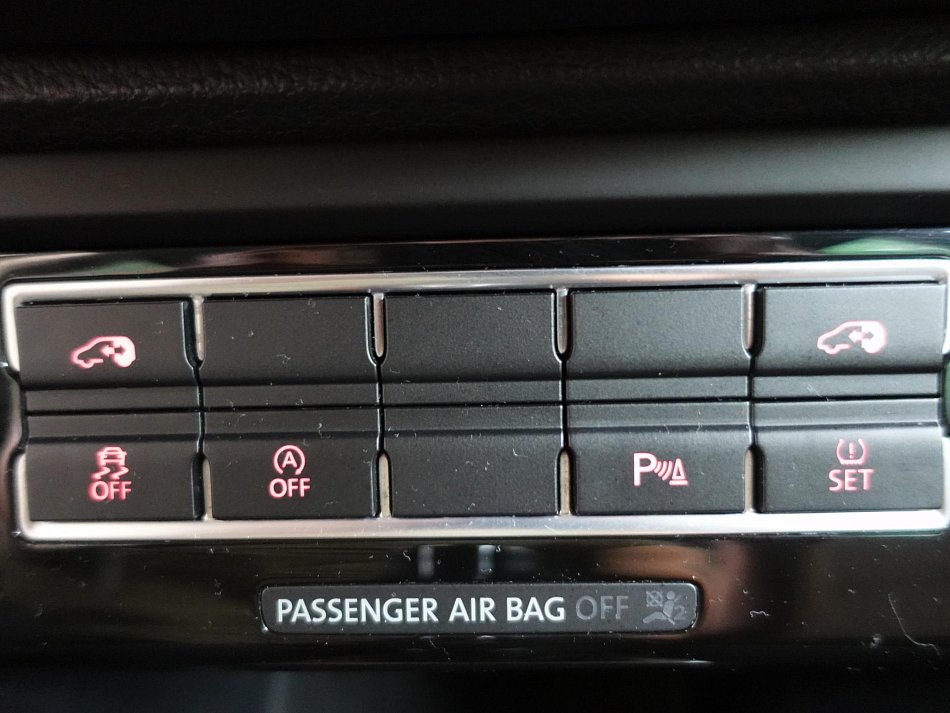 OFF
A
OFF
P
SET
PASSENGER AIR BAG OFF